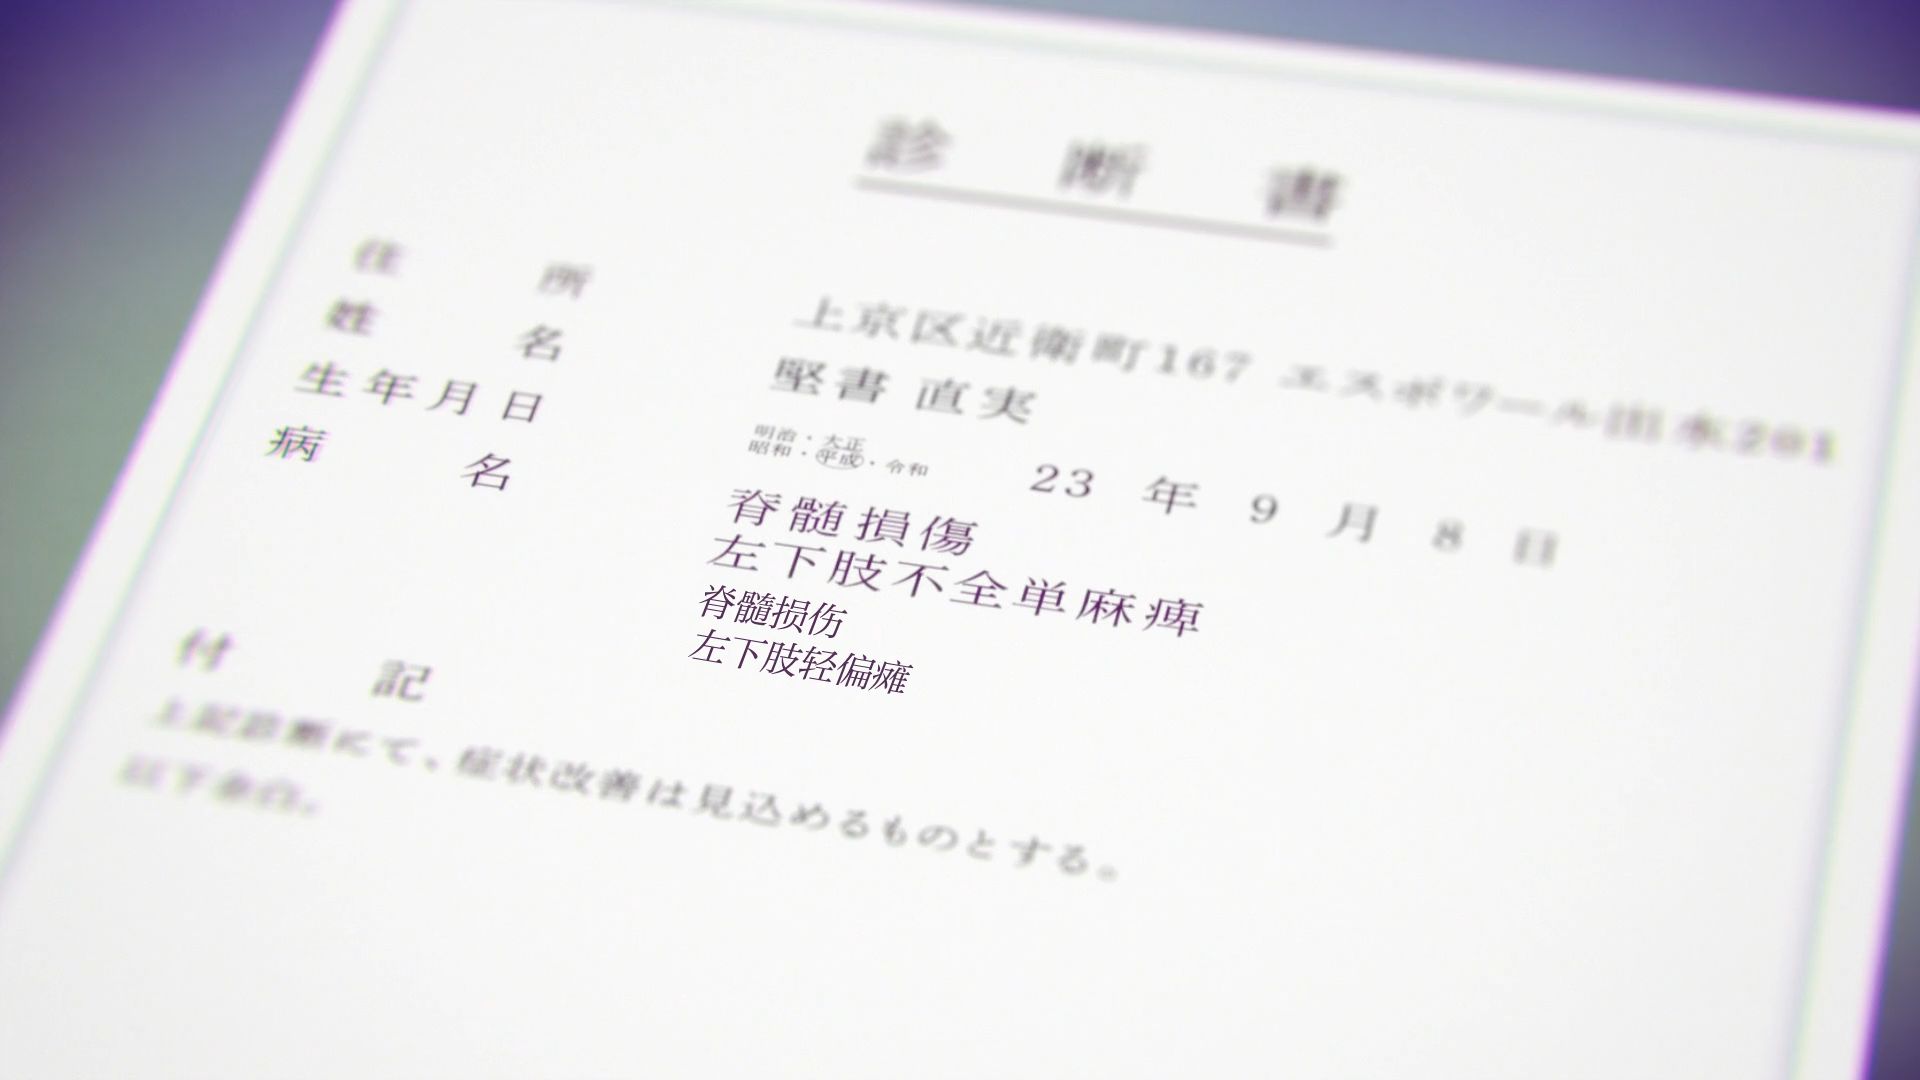 診断書
住所 上京区近衛町167 エスポワール出水201
姓名 堅書 直実
生年月日 明治・大正
昭和・平成・令和 23年9月8日
病名 脊髄損傷
左下肢不全単麻痺
脊髓损伤
左下肢轻偏瘫
付記
上記診断にて、症状改善は見込めるものとする。
以下余白。